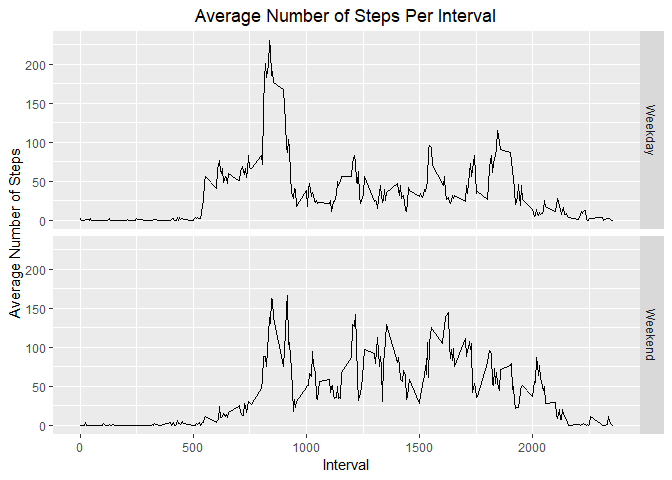 Average Number of Steps Per Interval
Average Number of Steps
200
150
100
50
0
Weekday
200
150
100
50
0
Weekend
0 500 1000 1500 2000
Interval